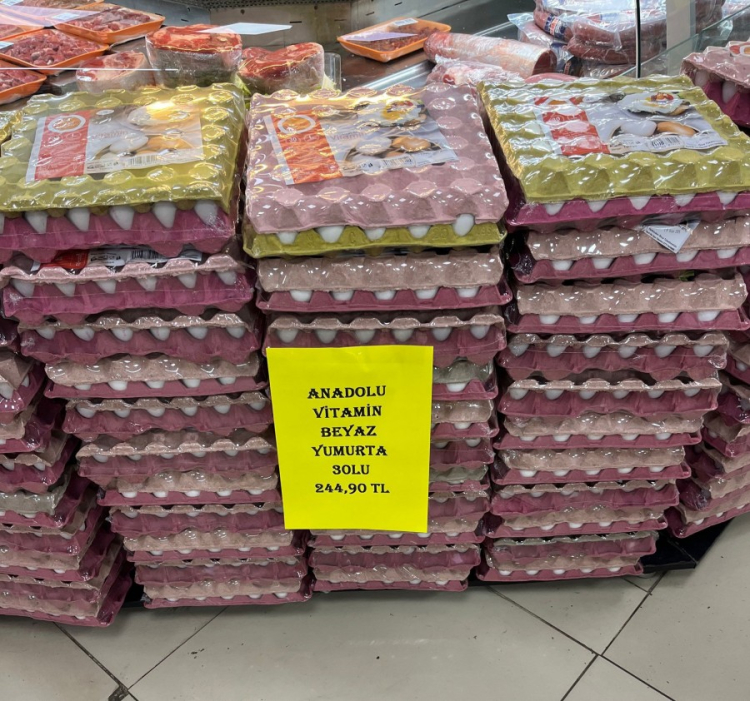 ANADOLU
VİTAMİN
BEYAZ
YUMURTA
30LU
244,90 TL